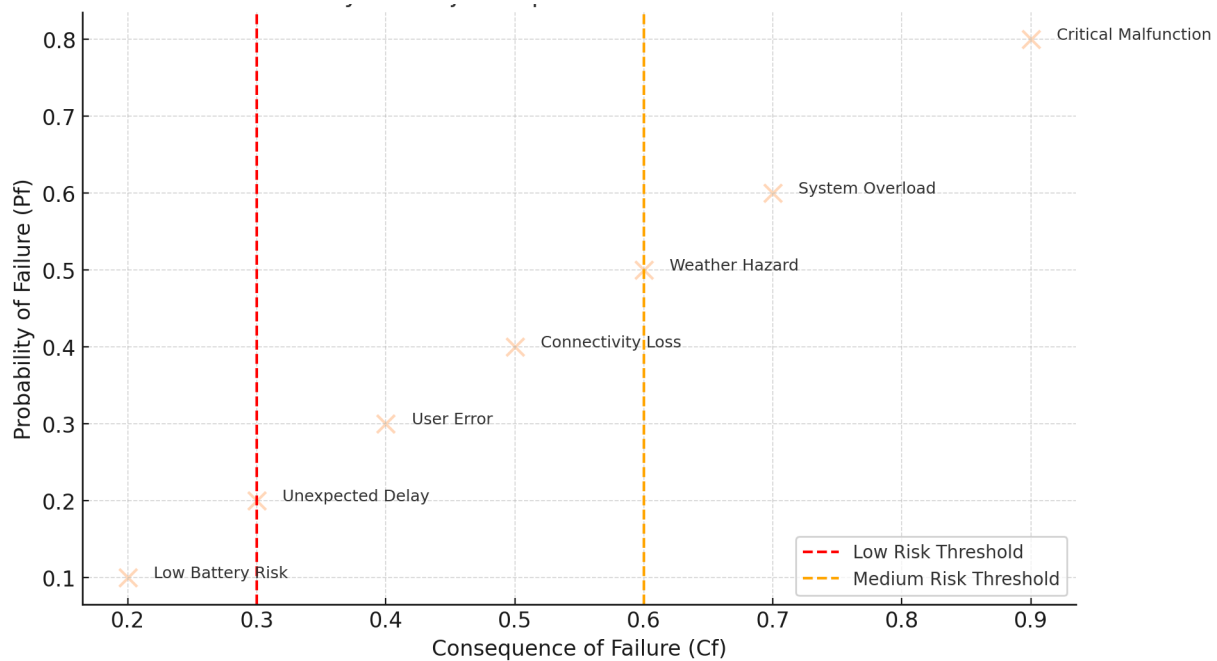 0.8
0.7
0.6
0.5
0.4
0.3
0.2
0.1
Probability of Failure (Pf)
Critical Malfunction
System Overload
Weather Hazard
Connectivity Loss
User Error
Unexpected Delay
Low Battery Risk
Low Risk Threshold
Medium Risk Threshold
0.2 0.3 0.4 0.5 0.6 0.7 0.8 0.9
Consequence of Failure (Cf)